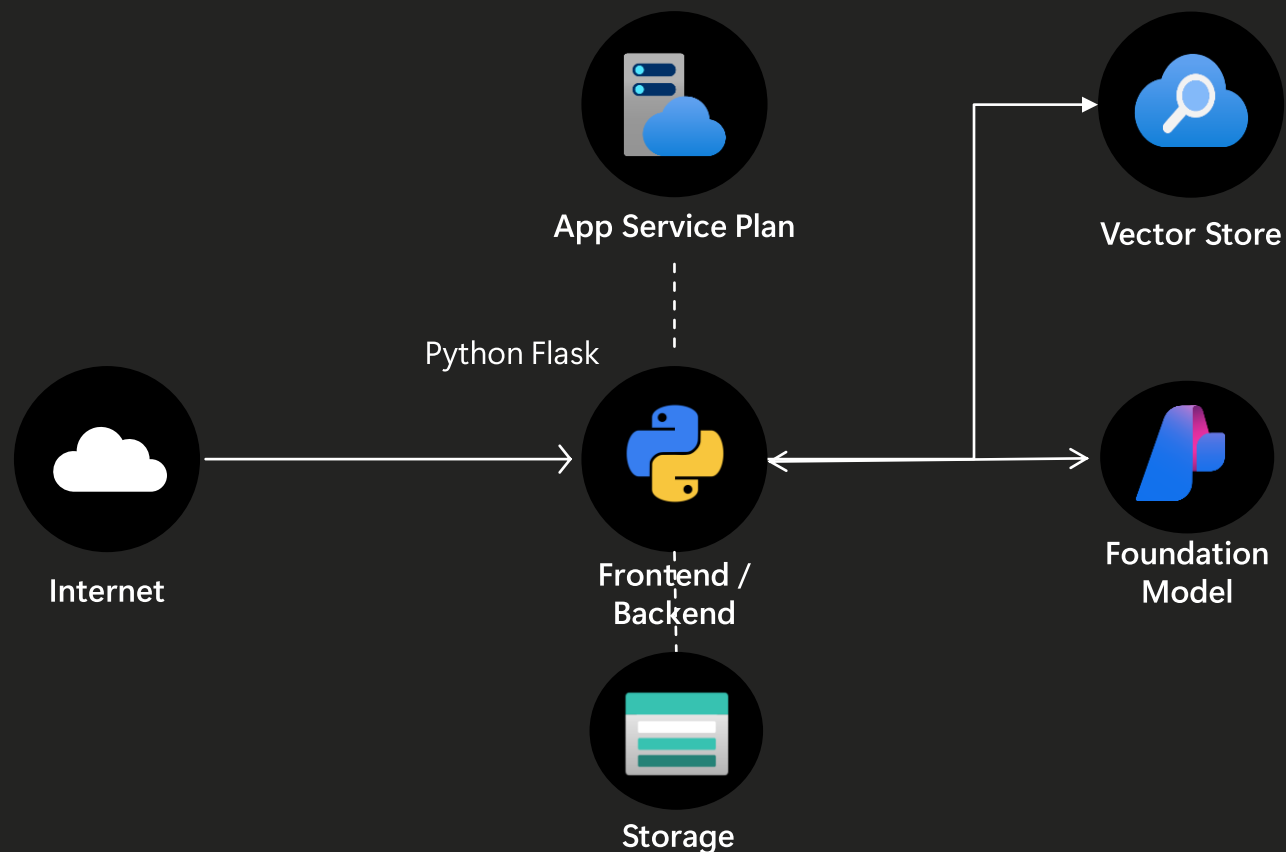 App Service Plan
Vector Store
Python Flask
Internet
Frontend /
Backend
Foundation
Model
Storage